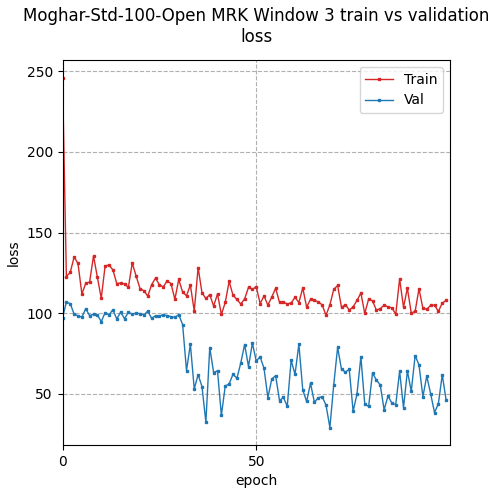 Moghar-Std-100-Open MRK Window 3 train vs validation
loss
250
200
150
100
50
0
50
loss
epoch
Train
Val